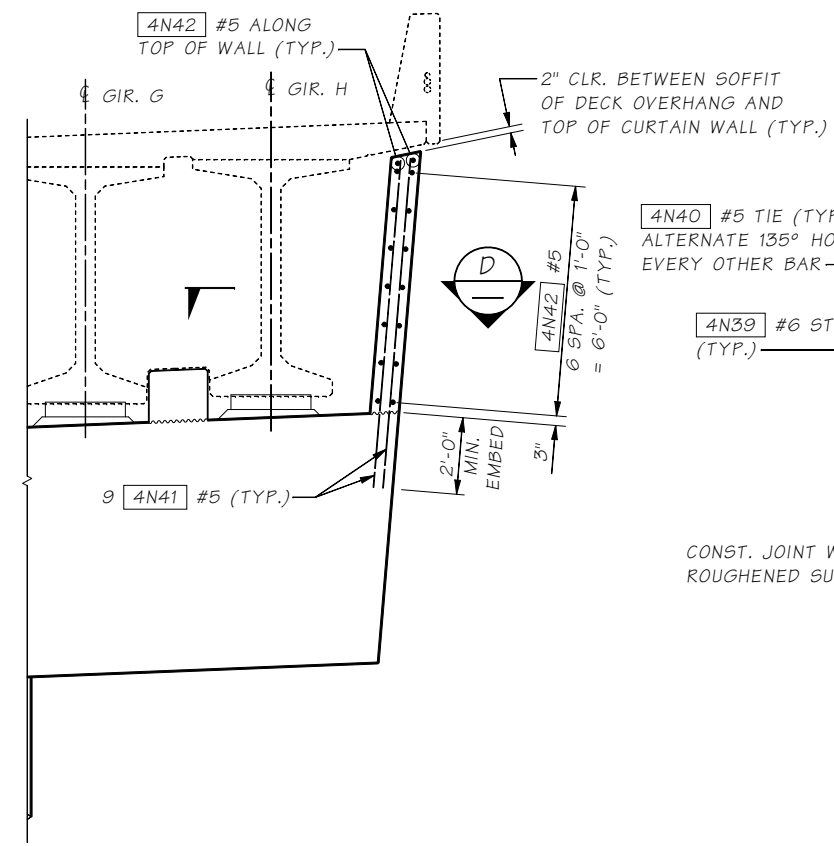 4N42 #5 ALONG
TOP OF WALL (TYP.)
℄ GIR. G
℄ GIR. H
2" CLR. BETWEEN SOFFIT
OF DECK OVERHANG AND
TOP OF CURTAIN WALL (TYP.)
4N40 #5 TIE (TYP
ALTERNATE 135° HO
EVERY OTHER BAR
D
4N42 #5
6 SPA. @ 1'-0"
= 6'-0" (TYP.)
4N39 #6 ST
(TYP.)
2'-0"
MIN.
EMBED
3"
9 4N41 #5 (TYP.)
CONST. JOINT W
ROUGHENED SU